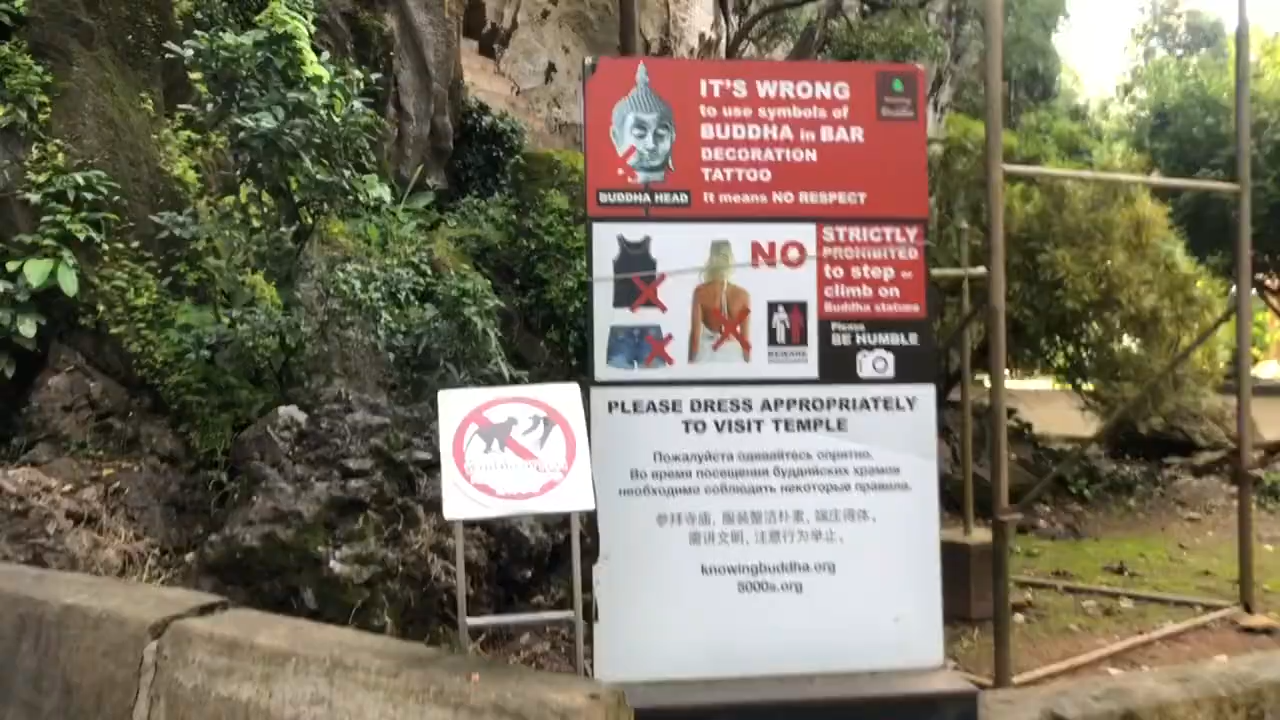 IT'S WRONG
to use symbols of
BUDDHA in BAR
DECORATION
TATTOO
It means NO RESPECT
BUDDHA HEAD
NO
BEWARE
STRICTLY
PROHIBITED
to step or
climb on
Buddha statues
Please
BE HUMBLE
PLEASE DRESS APPROPRIATELY
TO VISIT TEMPLE
Пожалуйста одевайтесь опрятно.
Во время посещения буддийских храмов
необходимо соблюдать некоторые правила.
参拜寺庙，服装整洁朴素，端庄得体。
需讲文明，注意行为举止。
knowingbuddha.org
5000s.org